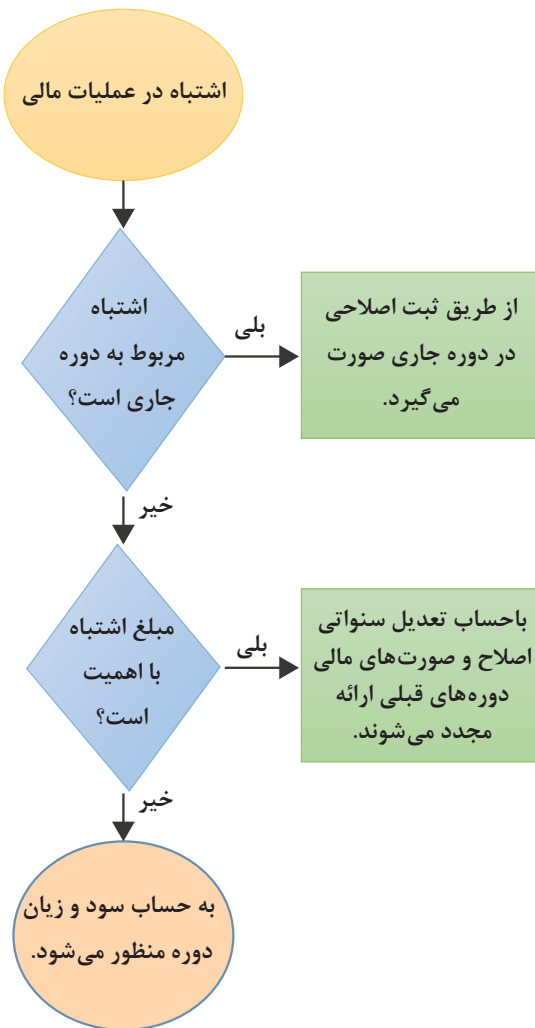 اشتباه در عملیات مالی
اشتباه
مربوط به دوره
جاری است؟
بلی
از طریق ثبت اصلاحی
در دوره جاری صورت
می‌گیرد.
خیر
مبلغ اشتباه
با اهمیت
است؟
بلی
باحساب تعدیل سنواتی
اصلاح و صورت‌های مالی
دوره‌های قبلی ارائه
مجدد می‌شوند.
خیر
به حساب سود و زیان
دوره منظور می‌شود.